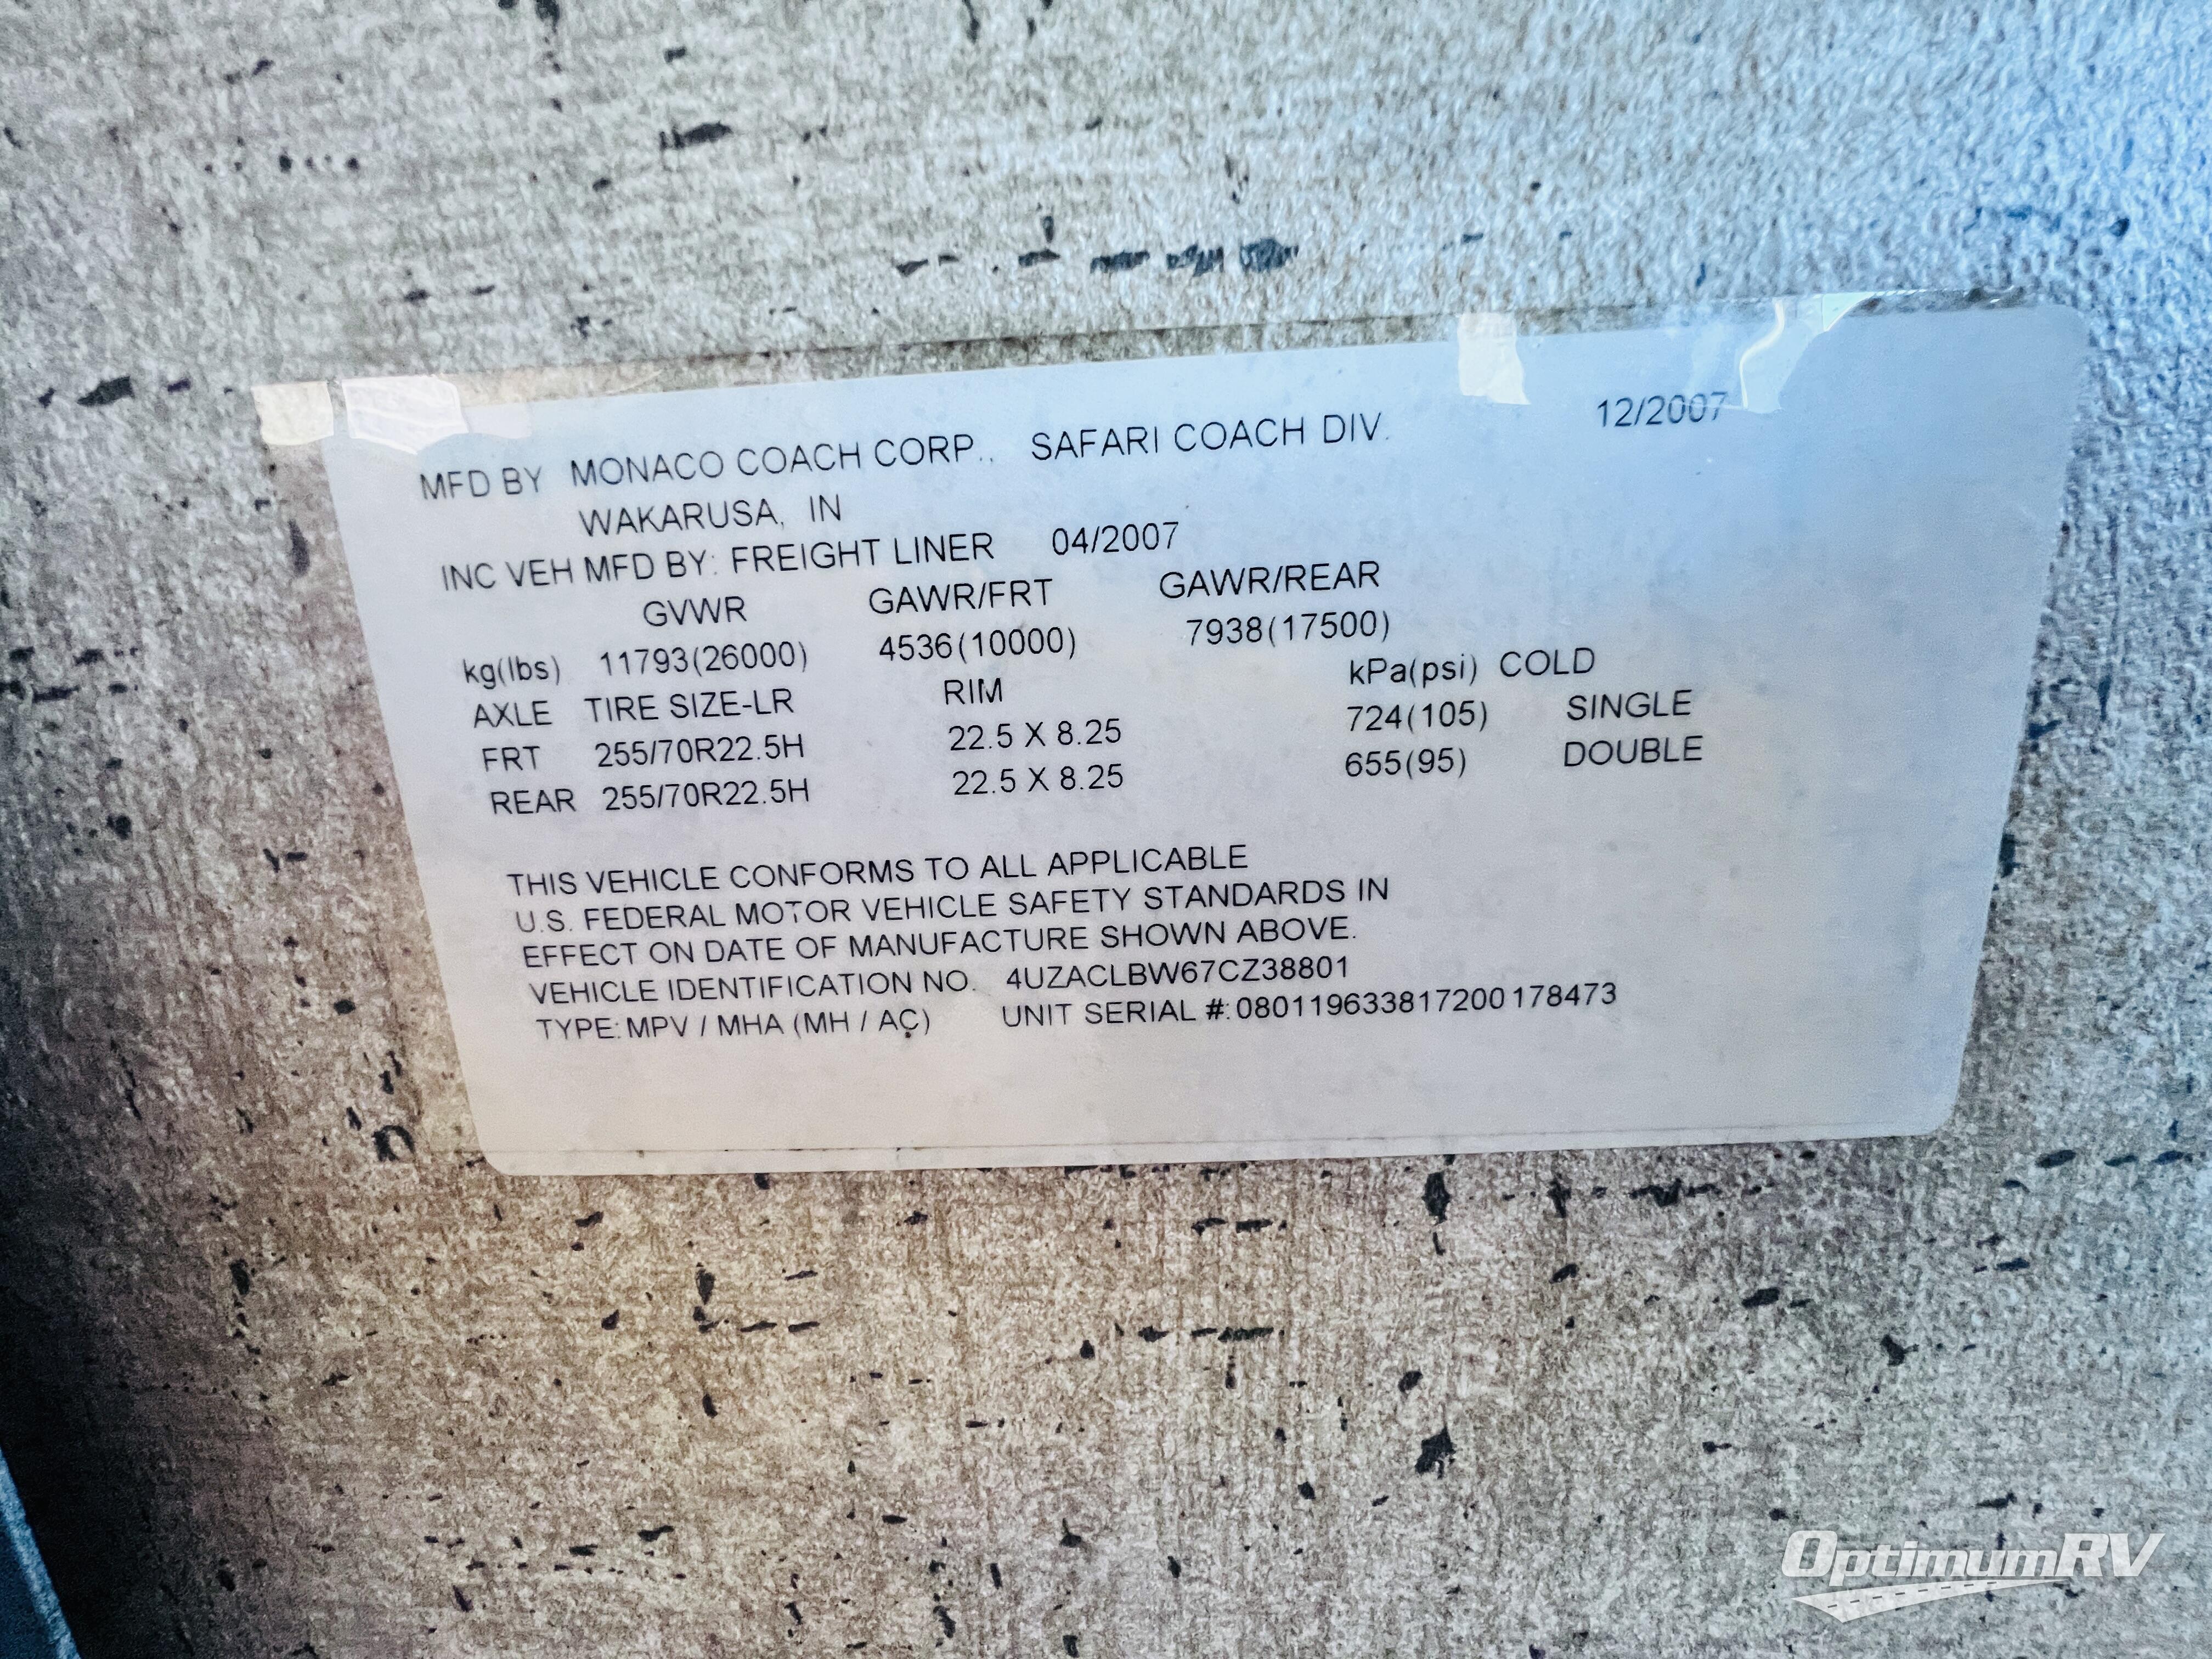 MFD BY MONACO COACH CORP., SAFARI COACH DIV. 12/2007
WAKARUSA, IN
INC VEH MFD BY: FREIGHT LINER 04/2007
GVWR GAWR/FRT GAWR/REAR
kg(lbs) 11793(26000) 4536(10000) 7938(17500)
AXLE TIRE SIZE-LR RIM kPa(psi) COLD
FRT 255/70R22.5H 22.5 X 8.25 724(105) SINGLE
REAR 255/70R22.5H 22.5 X 8.25 655(95) DOUBLE
THIS VEHICLE CONFORMS TO ALL APPLICABLE
U.S. FEDERAL MOTOR VEHICLE SAFETY STANDARDS IN
EFFECT ON DATE OF MANUFACTURE SHOWN ABOVE.
VEHICLE IDENTIFICATION NO. 4UZACLBW67CZ38801
TYPE: MPV / MHA (MH / AC) UNIT SERIAL #: 080119633817200178473
OptimumRV